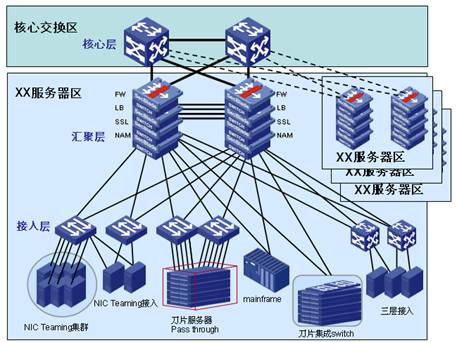 核心交换区
核心层
XX服务器区
FW
LB
SSL
NAM
FW
LB
SSL
NAM
汇聚层
XX服务器区
XX服务器区
XX服务器区
接入层
NIC Teaming集群
NIC Teaming接入
刀片服务器
Pass through
mainframe
刀片集成switch
三层接入